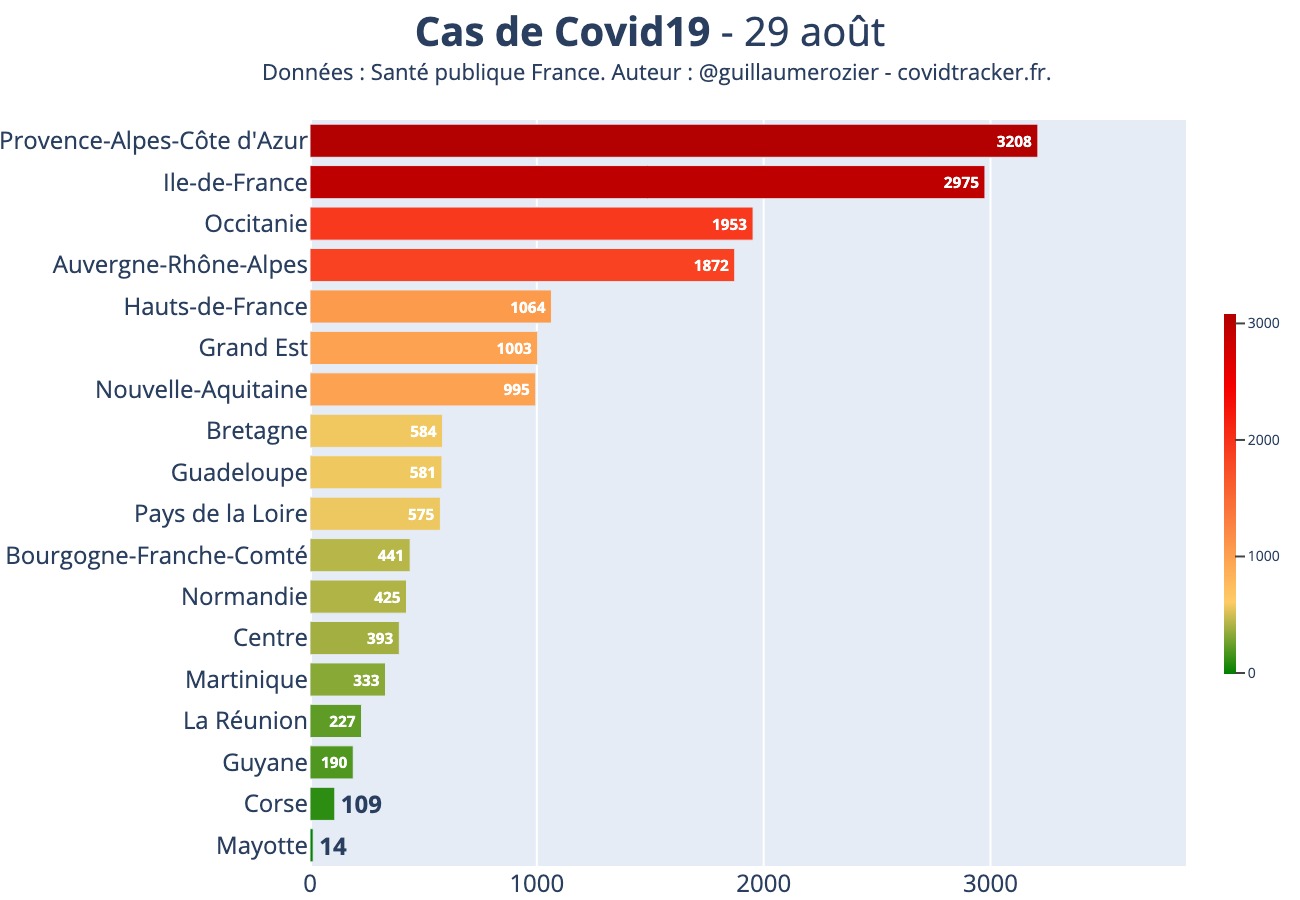 Cas de Covid19 - 29 août
Données : Santé publique France. Auteur : @guillaumerozier - covidtracker.fr.
Provence-Alpes-Côte d'Azur 3208
Ile-de-France 2975
Occitanie 1953
Auvergne-Rhône-Alpes 1872
Hauts-de-France 1064
Grand Est 1003
Nouvelle-Aquitaine 995
Bretagne 584
Guadeloupe 581
Pays de la Loire 575
Bourgogne-Franche-Comté 441
Normandie 425
Centre 393
Martinique 333
La Réunion 227
Guyane 190
Corse 109
Mayotte 14
0 1000 2000 3000
3000
2000
1000
0